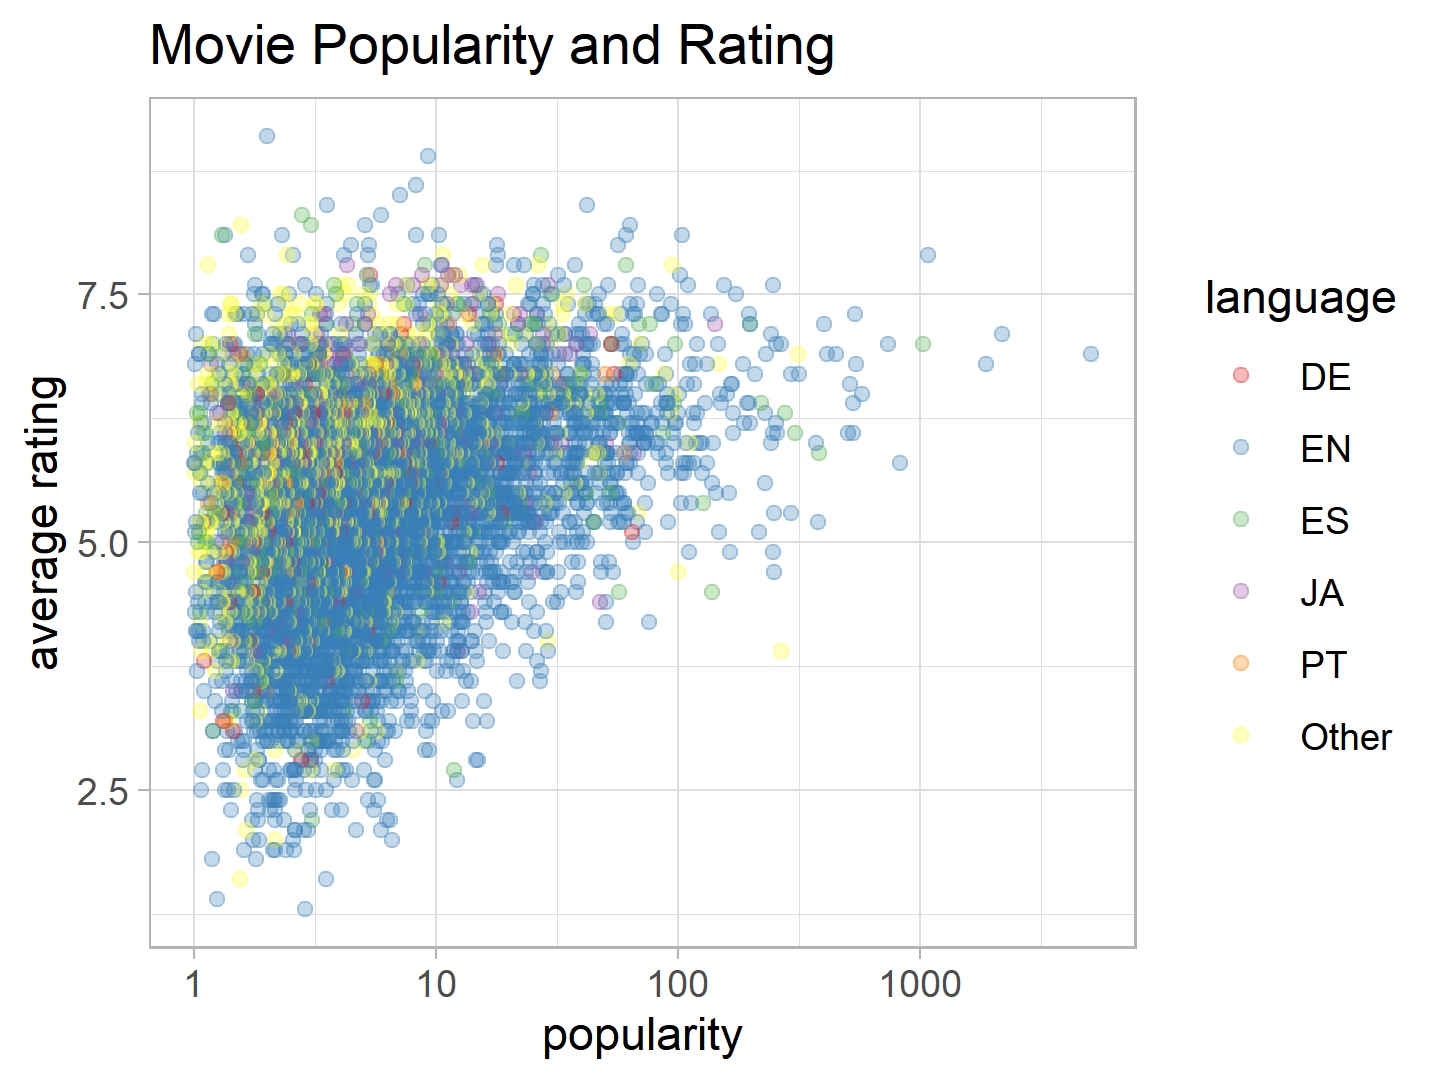 Movie Popularity and Rating
average rating
7.5
5.0
2.5
1
10
100
1000
popularity
language
DE
EN
ES
JA
PT
Other